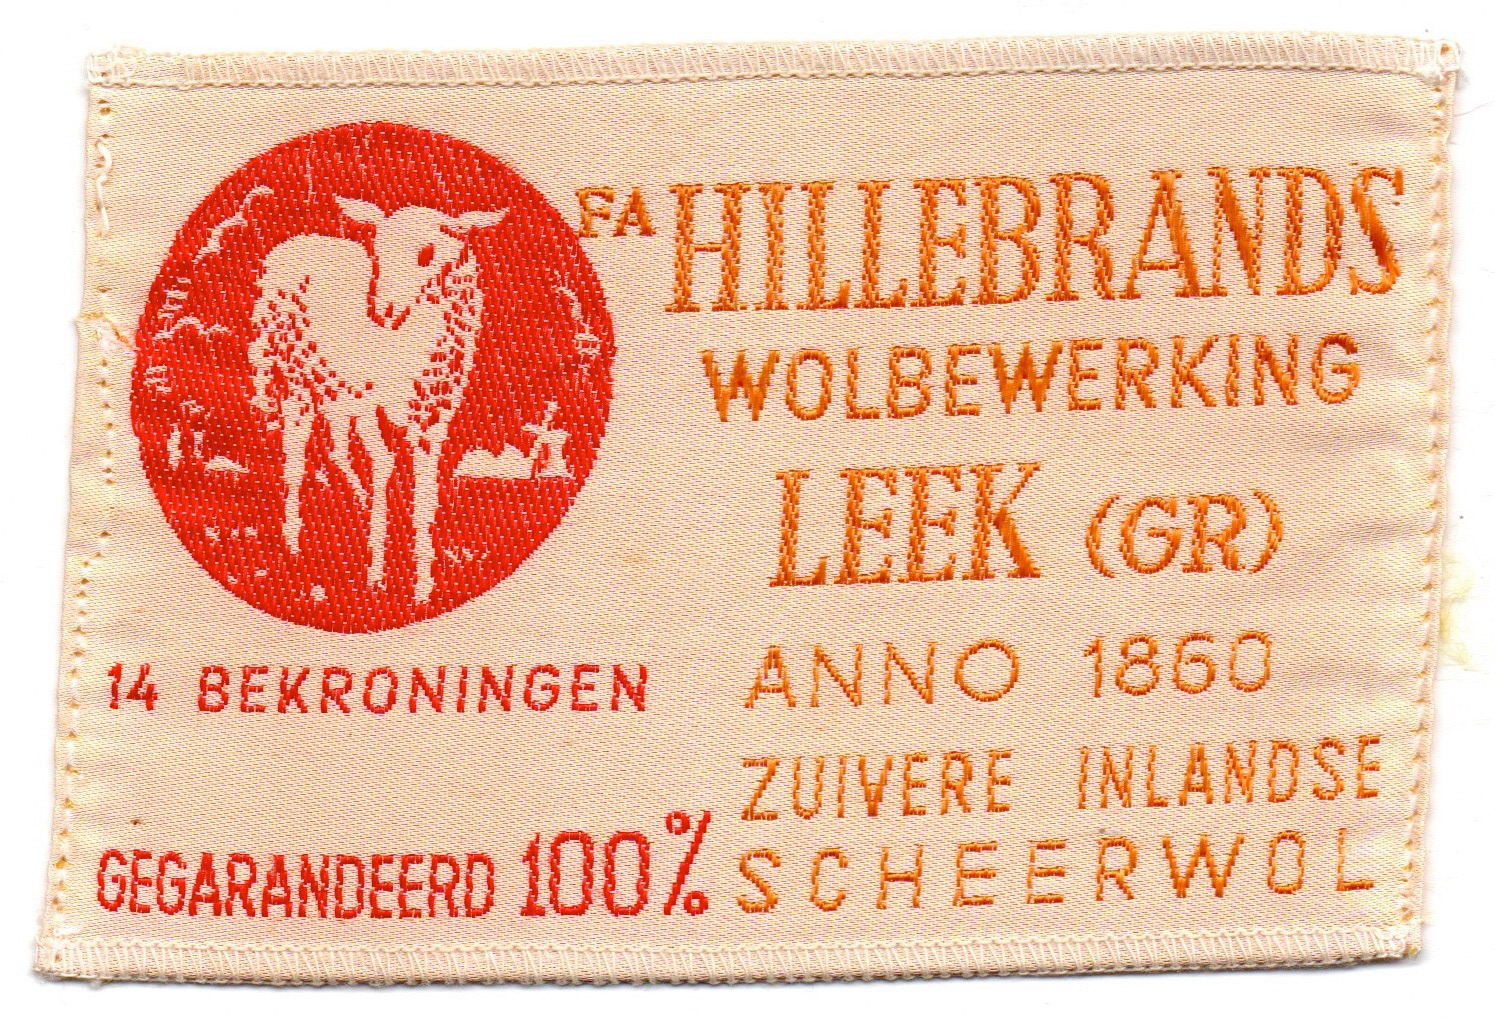 FA HILLEBRANDS
WOLBEWERKING
LEEK (GR)
ANNO 1860
14 BEKRONINGEN
ZUIVERE INLANDSE
GEGARANDEERD 100% SCHEERWOL